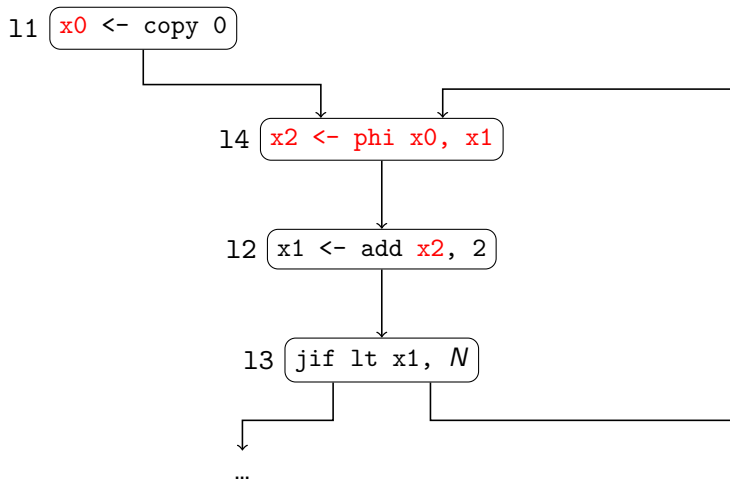 l1 x0 <- copy 0
l4 x2 <- phi x0, x1
l2 x1 <- add x2, 2
l3 jif lt x1, N
…